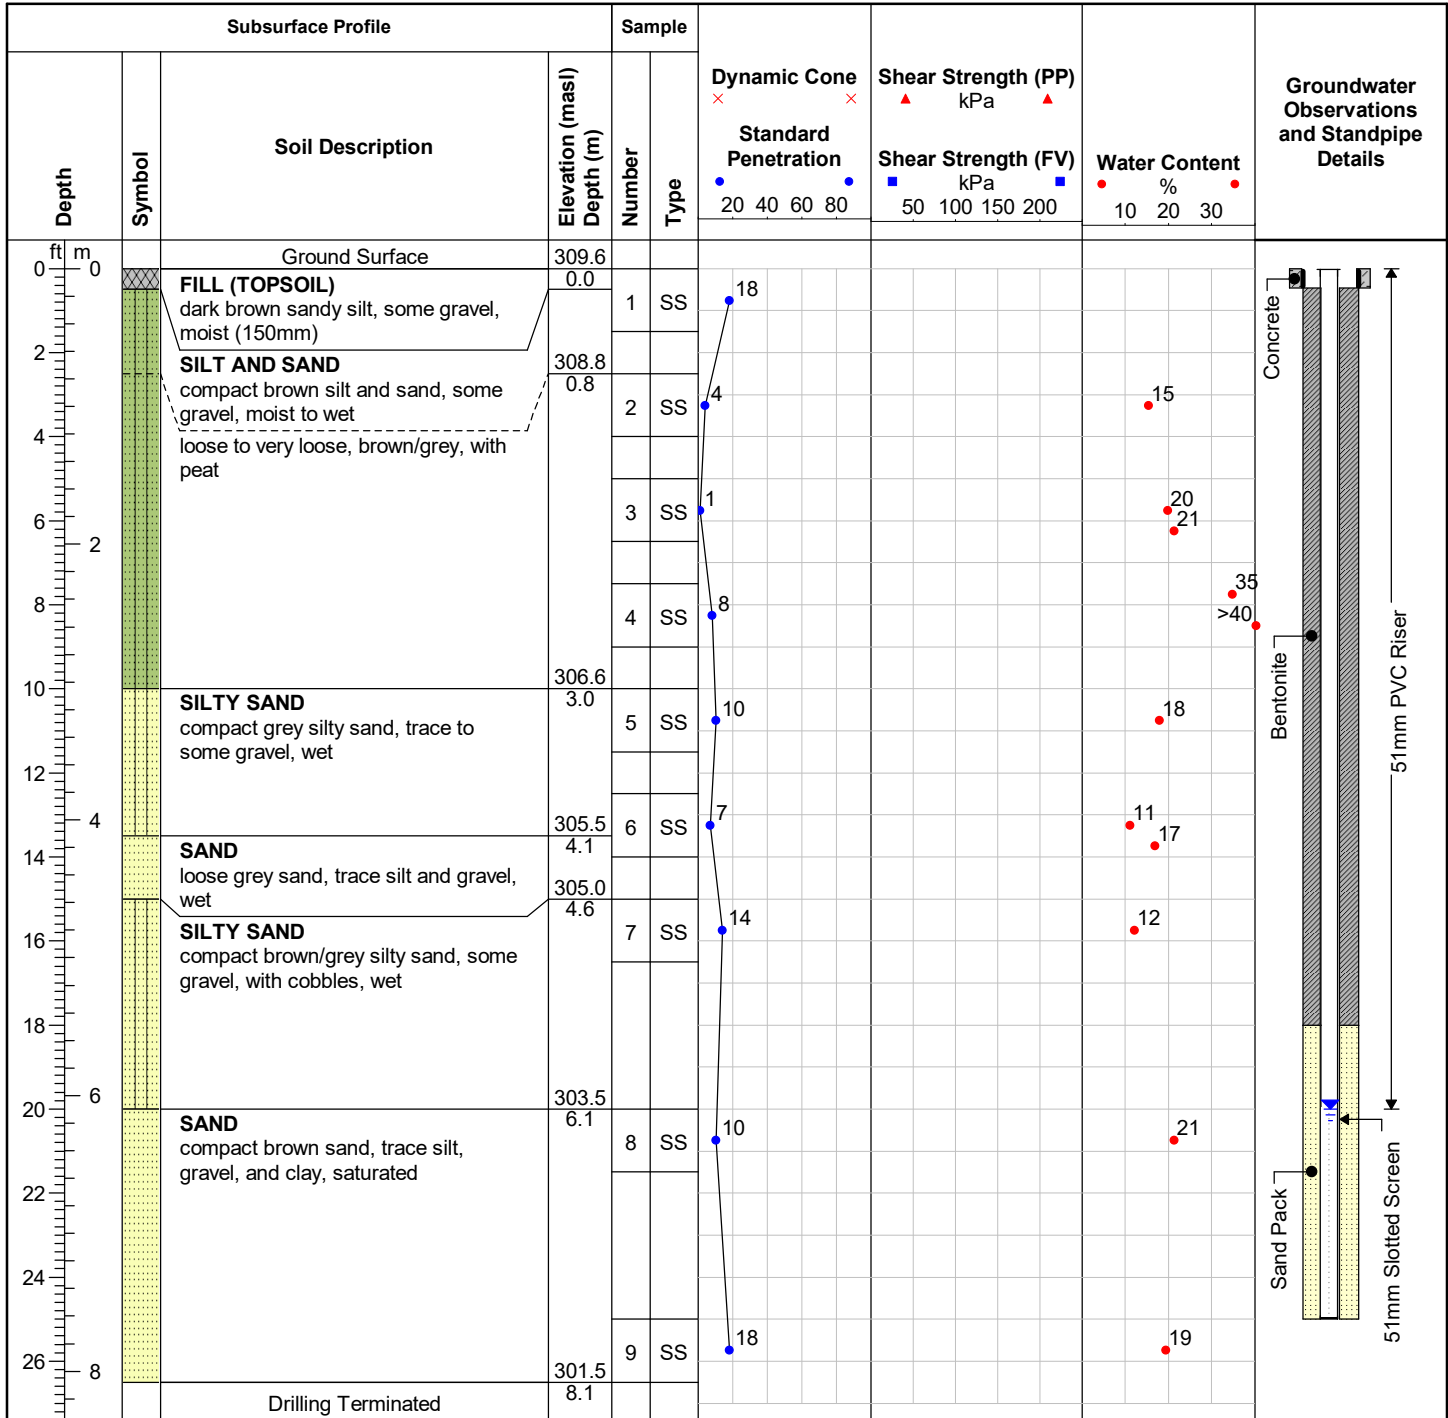 Subsurface Profile
Sample
Depth
Symbol
Soil Description
Elevation (masl)
Depth (m)
Number
Type
Dynamic Cone
Standard
Penetration
20 40 60 80
Shear Strength (PP)
kPa
Shear Strength (FV)
kPa
50 100 150 200
Water Content
%
10 20 30
Groundwater
Observations
and Standpipe
Details
ft m
Ground Surface
309.6
0 0
0.0
FILL (TOPSOIL)
dark brown sandy silt, some gravel,
moist (150mm)
1 SS
18
Concrete
2
SILT AND SAND
308.8
0.8
compact brown silt and sand, some
gravel, moist to wet
2 SS
4
15
4
loose to very loose, brown/grey, with
peat
3 SS
1
20
21
6
2
8
4 SS
8
35
>40
Bentonite
51mm PVC Riser
306.6
10
3.0
SILTY SAND
compact grey silty sand, trace to
some gravel, wet
5 SS
10
18
12
4
305.5
4.1
6 SS
7
11
17
14
SAND
loose grey sand, trace silt and gravel,
wet
305.0
4.6
SILTY SAND
compact brown/grey silty sand, some
gravel, with cobbles, wet
7 SS
14
12
16
18
6
303.5
20
6.1
SAND
compact brown sand, trace silt,
gravel, and clay, saturated
8 SS
10
21
22
Sand Pack
51mm Slotted Screen
24
9 SS
18
19
26
8
301.5
8.1
Drilling Terminated